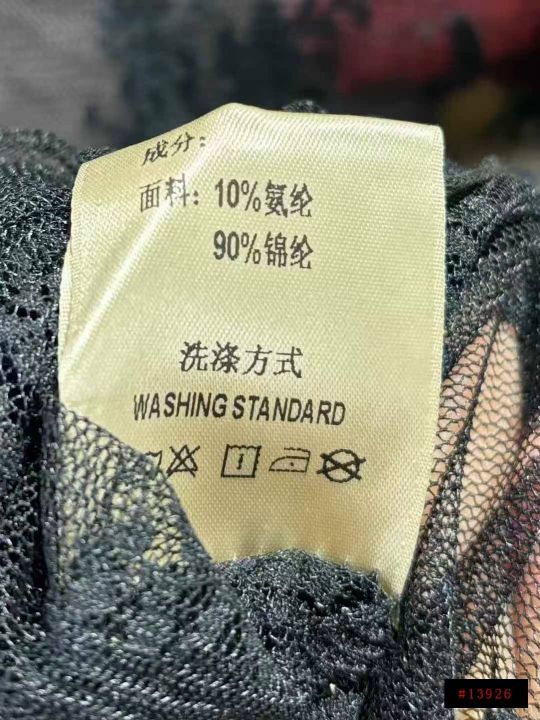 成分:
面料: 10%氨纶
90%锦纶
洗涤方式
WASHING STANDARD
#13926